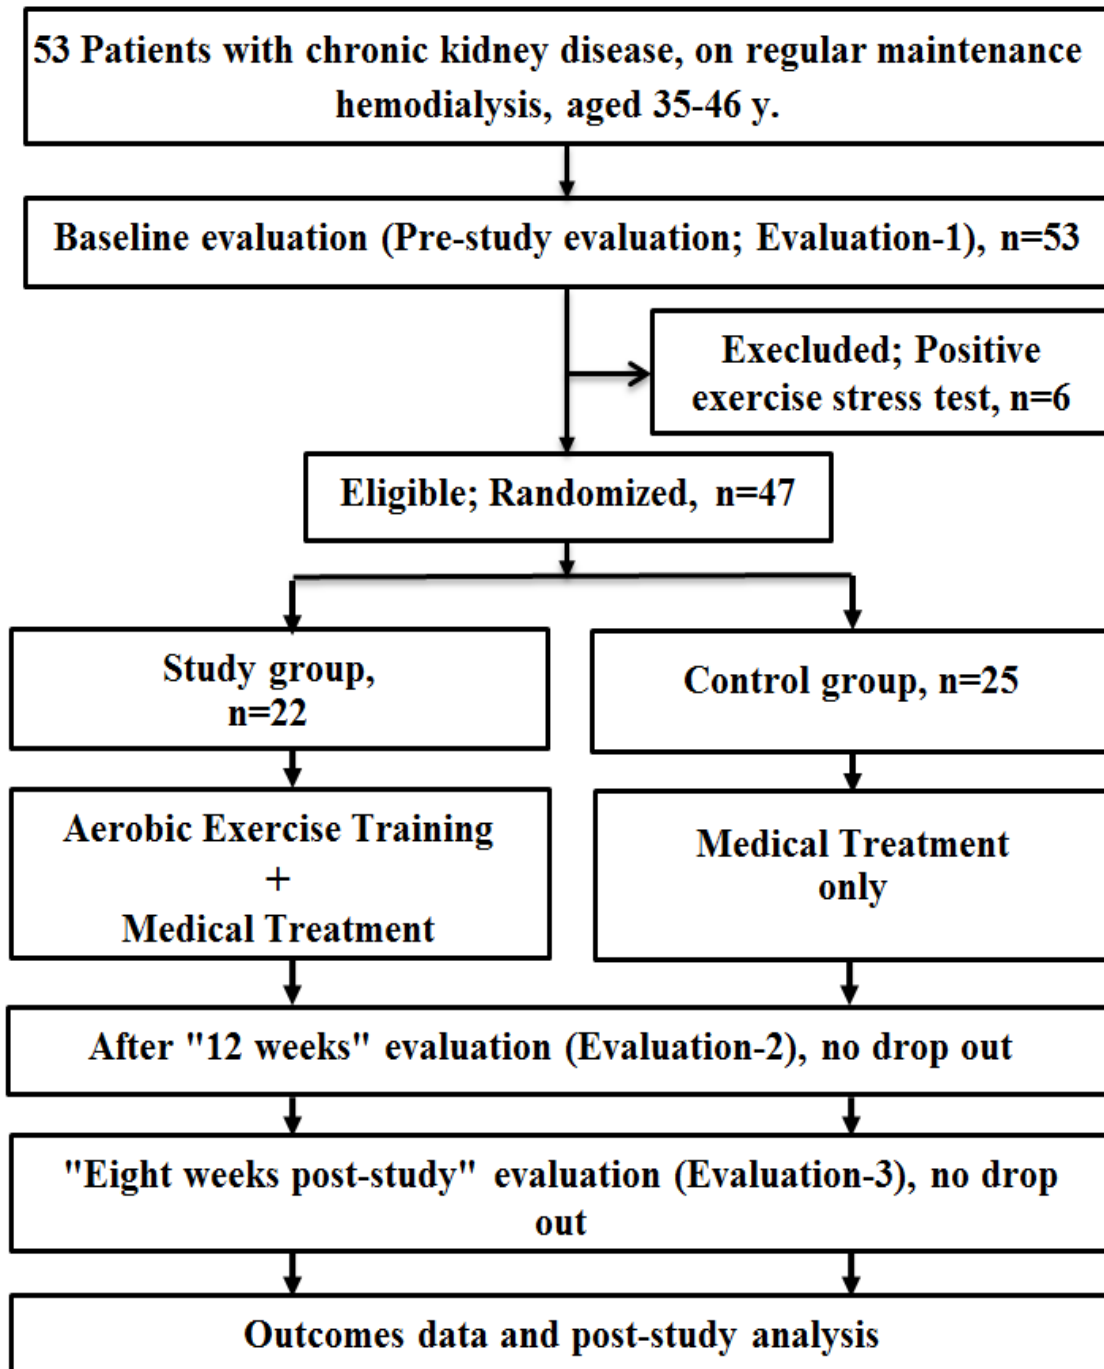 53 Patients with chronic kidney disease, on regular maintenance
hemodialysis, aged 35-46 y.
Baseline evaluation (Pre-study evaluation; Evaluation-1), n=53
Execluded; Positive
exercise stress test, n=6
Eligible; Randomized, n=47
Study group,
n=22
Control group, n=25
Aerobic Exercise Training
+
Medical Treatment
Medical Treatment
only
After "12 weeks" evaluation (Evaluation-2), no drop out
"Eight weeks post-study" evaluation (Evaluation-3), no drop
out
Outcomes data and post-study analysis